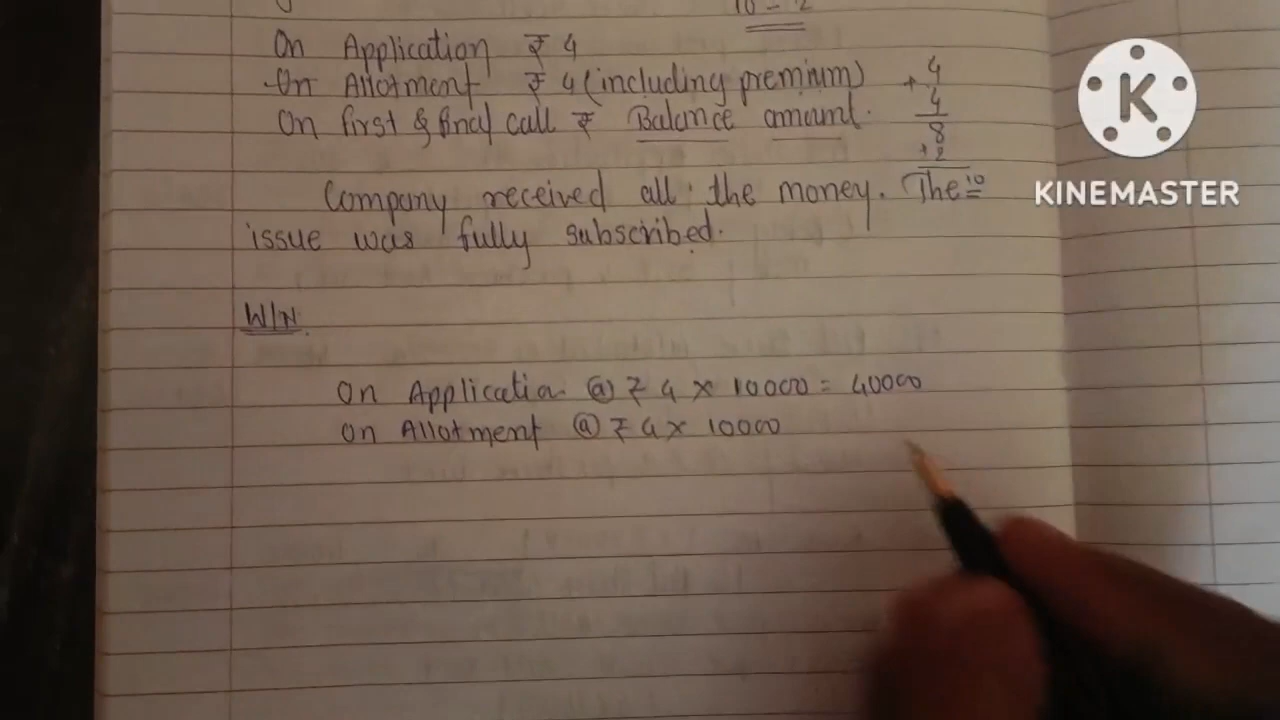 10 - 2
On Application ₹ 4
On Allotment ₹ 4 (including premium)
On first & final call ₹ Balance amount.
4
+ 4
8
+2
10
Company received all the money. The
issue was fully subscribed.
W/N.
On Application @ ₹ 4 × 10000 = 40000
On Allotment @ ₹ 4 × 10000
K
KINEMASTER